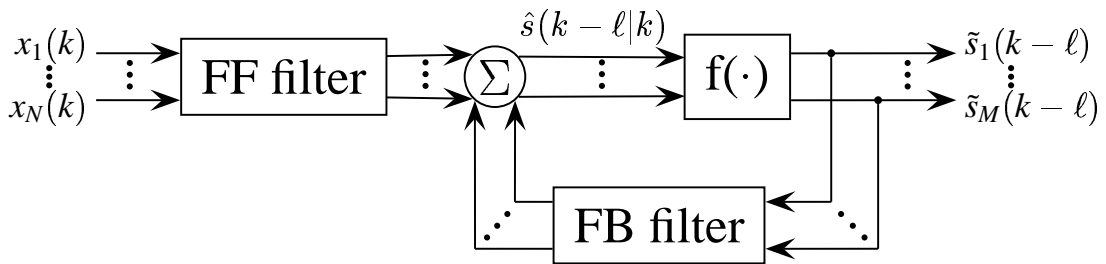 x₁(k)
x_N(k)
FF filter
Σ
ŝ(k − ℓ|k)
f(·)
s̃₁(k − ℓ)
s̃_M(k − ℓ)
FB filter